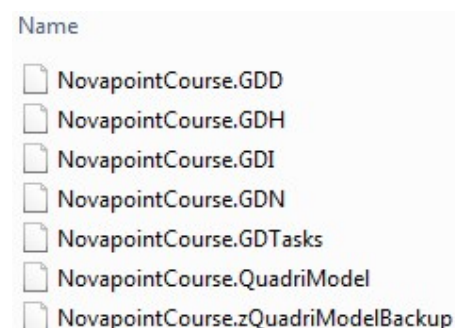 Name
NovapointCourse.GDD
NovapointCourse.GDH
NovapointCourse.GDI
NovapointCourse.GDN
NovapointCourse.GDTasks
NovapointCourse.QuadriModel
NovapointCourse.zQuadriModelBackup